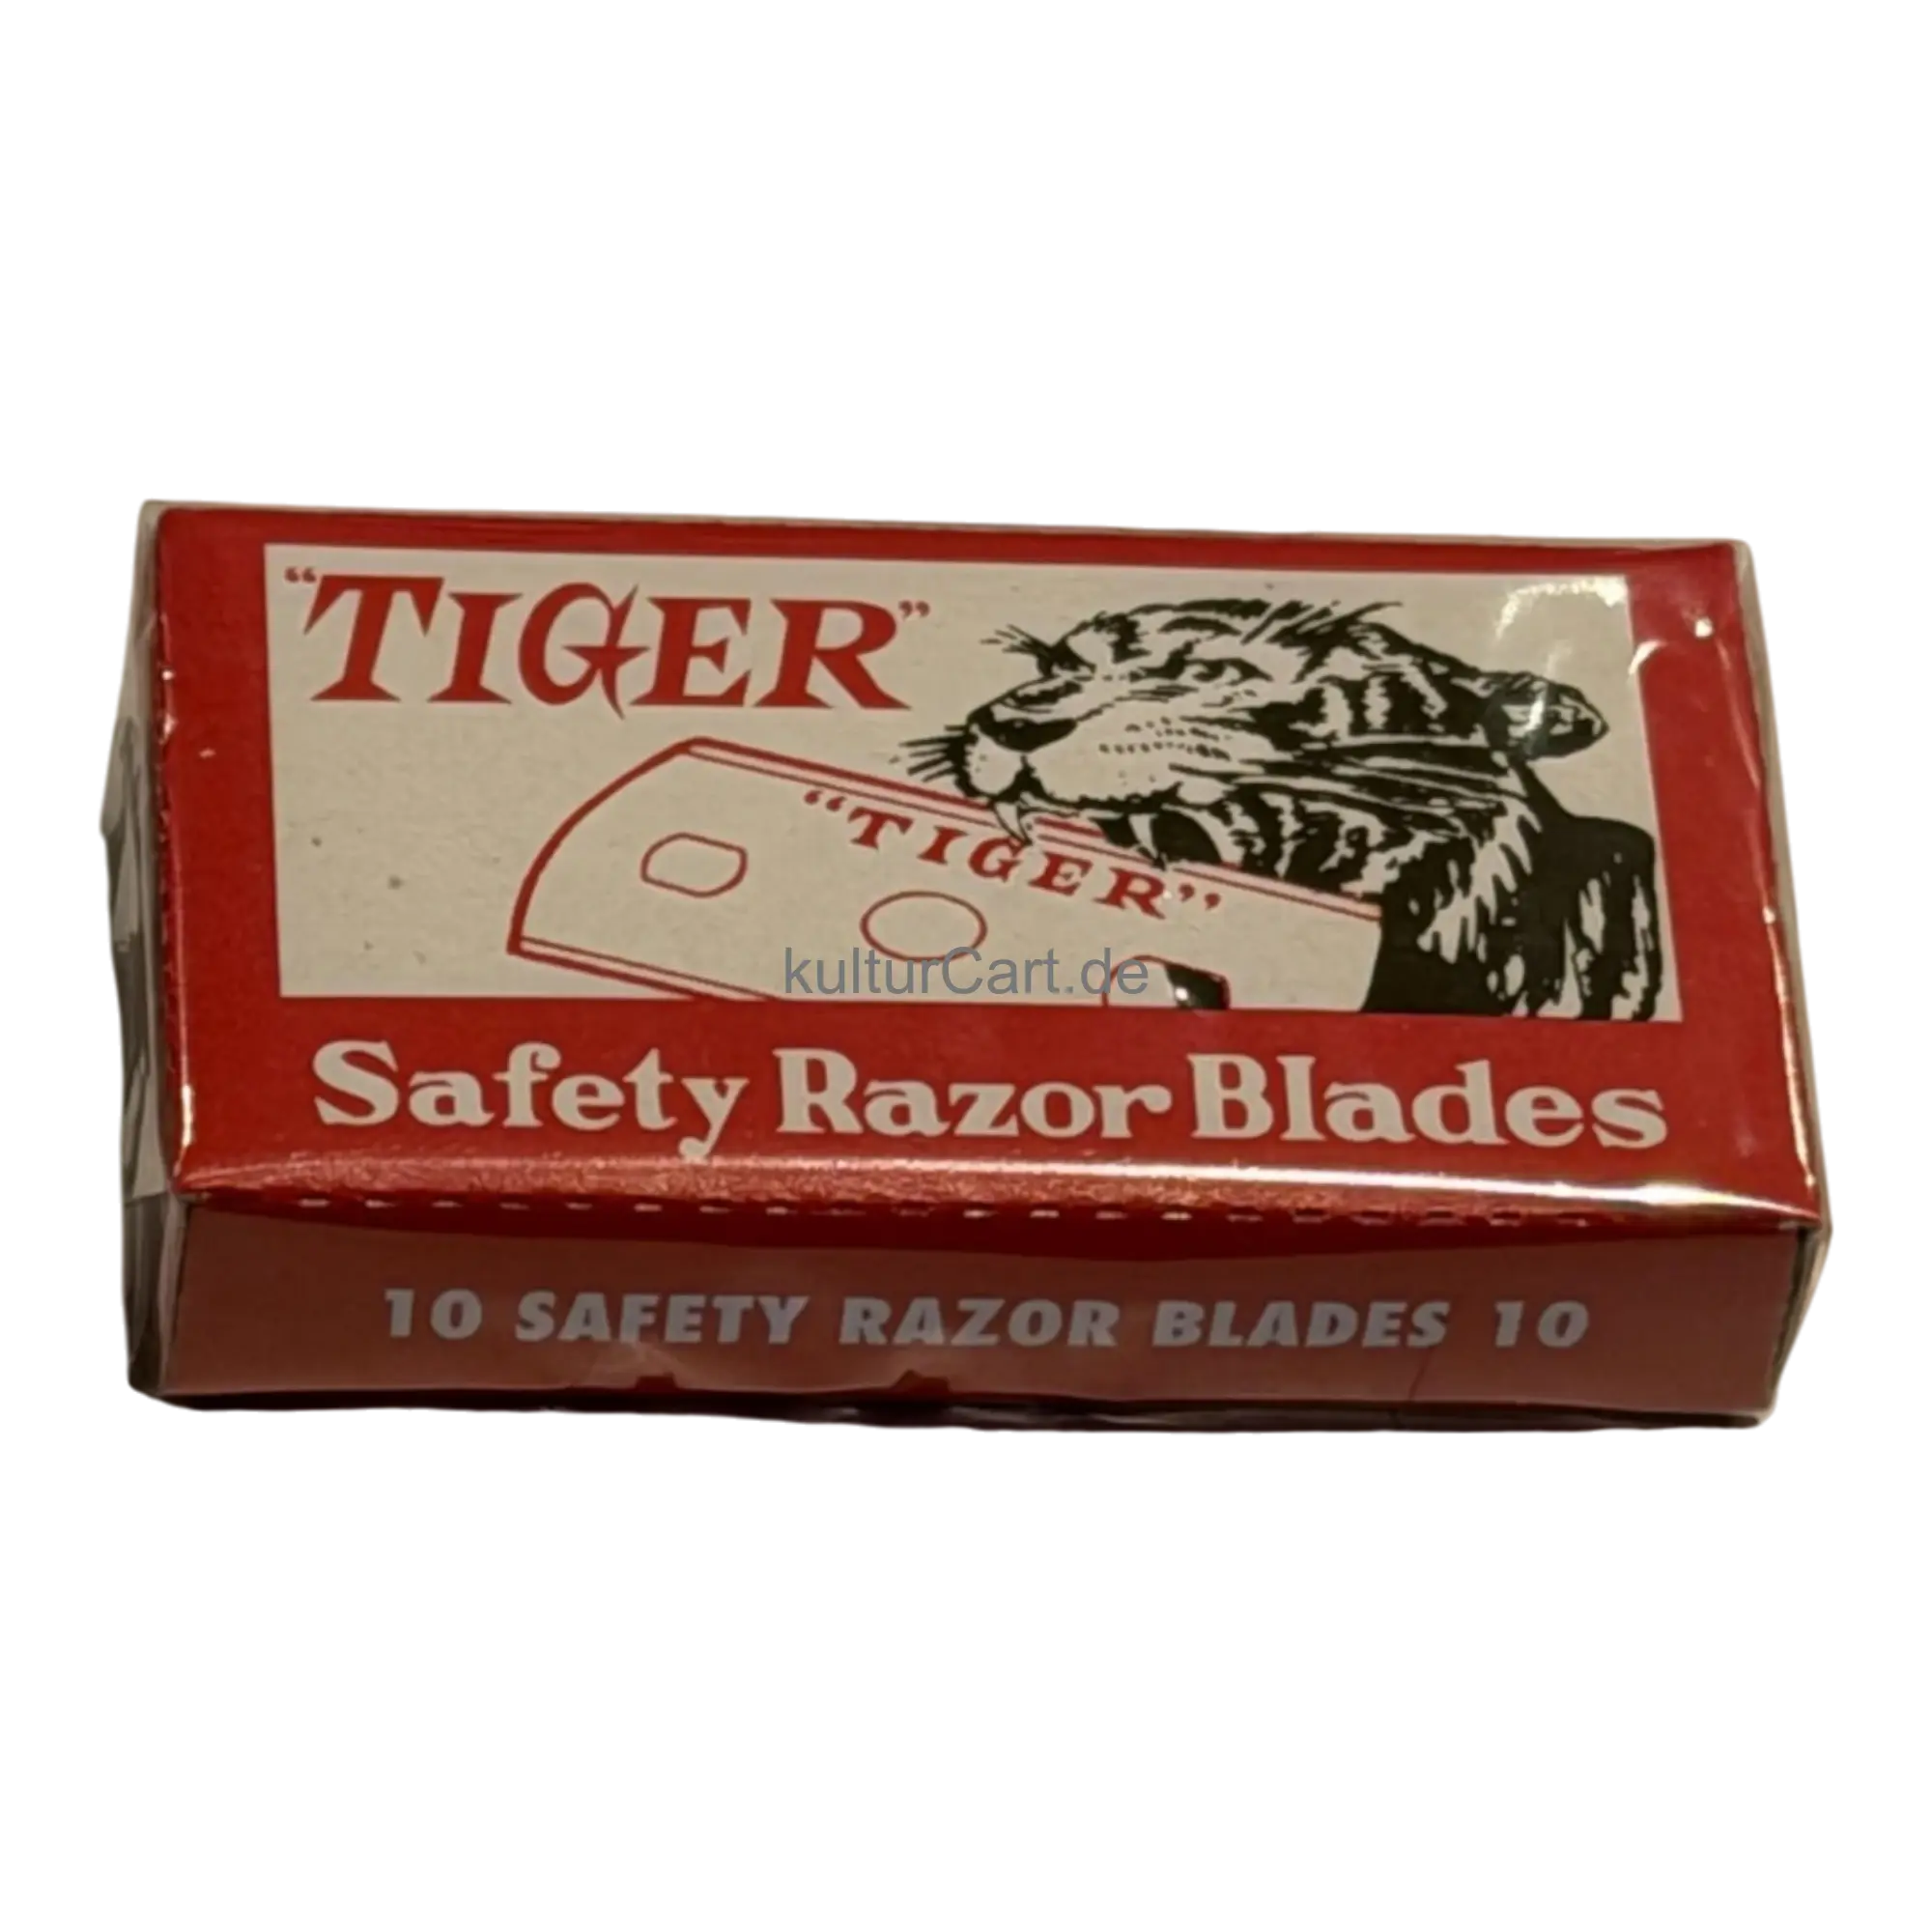 “TIGER”
“TIGER”
kulturCart.de
Safety Razor Blades
10 SAFETY RAZOR BLADES 10